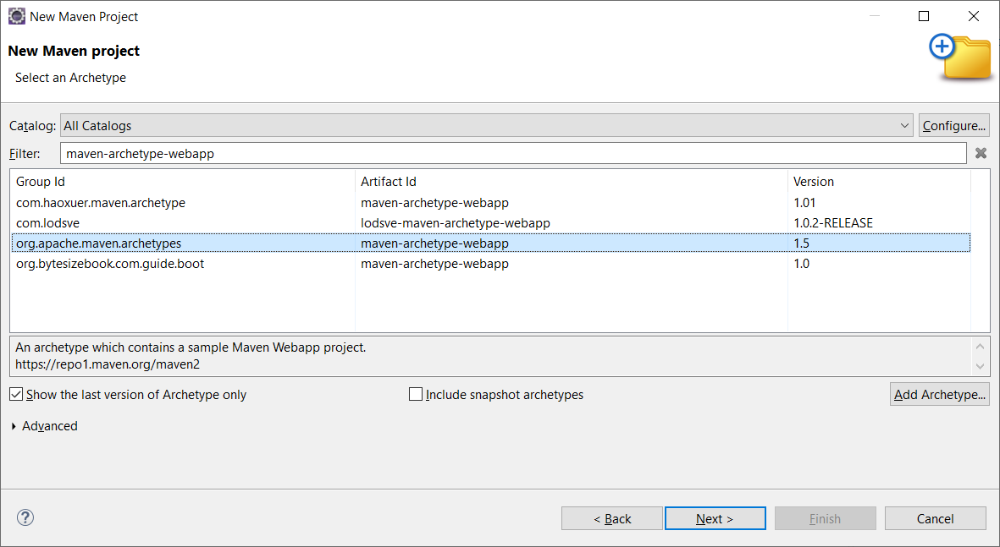 New Maven Project
New Maven project
Select an Archetype
Catalog: All Catalogs Configure...
Filter: maven-archetype-webapp
Group Id Artifact Id Version
com.haoxuer.maven.archetype maven-archetype-webapp 1.01
com.lodsve lodsve-maven-archetype-webapp 1.0.2-RELEASE
org.apache.maven.archetypes maven-archetype-webapp 1.5
org.bytesizebook.com.guide.boot maven-archetype-webapp 1.0
An archetype which contains a sample Maven Webapp project.
https://repo1.maven.org/maven2
Show the last version of Archetype only Include snapshot archetypes Add Archetype...
Advanced
? < Back Next > Finish Cancel